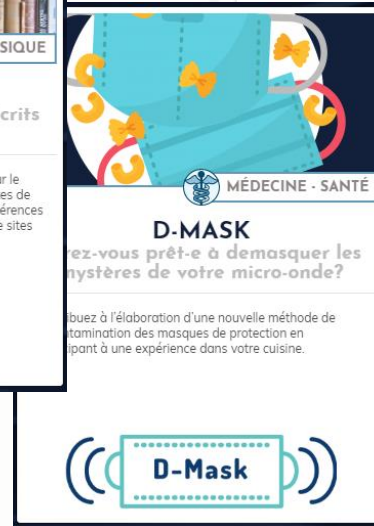 SIQUE
crits
r le
es de
érences
e sites
MÉDECINE - SANTÉ
D-MASK
rez-vous prêt-e à demasquer les
mystères de votre micro-onde?
ibuez à l'élaboration d'une nouvelle méthode de
ntamination des masques de protection en
ipant à une expérience dans votre cuisine.
D-Mask